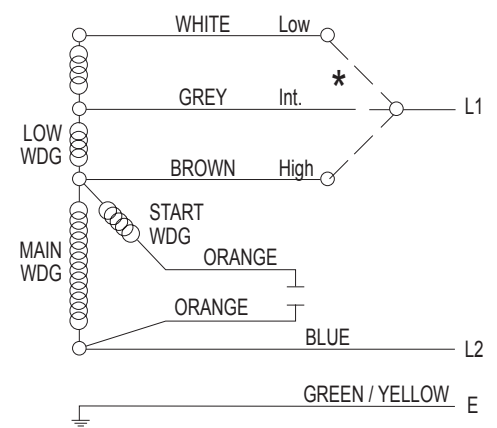 WHITE Low
*
GREY Int.
L1
LOW
WDG
BROWN High
START
WDG
MAIN
WDG
ORANGE
ORANGE
BLUE
L2
GREEN / YELLOW E